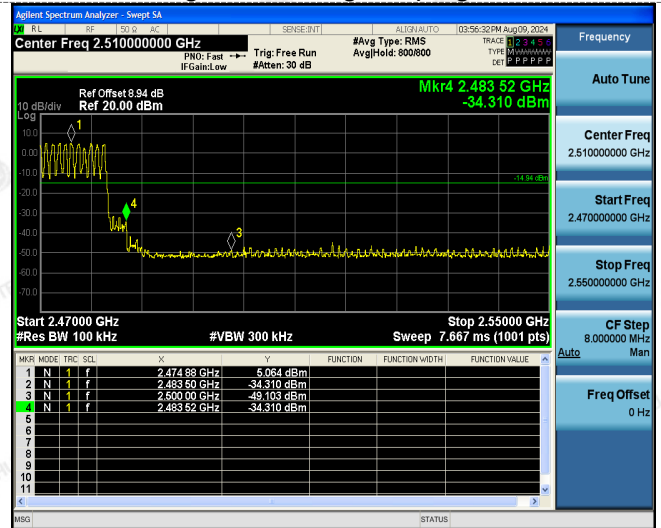 Agilent Spectrum Analyzer - Swept SA
LXI RL RF 50 Ω AC SENSE:INT ALIGN AUTO 03:56:32 PM Aug 09, 2024
Center Freq 2.510000000 GHz
PNO: Fast
IFGain:Low
Trig: Free Run
#Atten: 30 dB
#Avg Type: RMS
Avg|Hold: 800/800
TRACE 1 2 3 4 5 6
TYPE M
DET P P P P P P
Frequency
Mkr4 2.483 52 GHz
-34.310 dBm
Ref Offset 8.94 dB
10 dB/div Ref 20.00 dBm
Log
10.0
0.00
-10.0
-20.0
-30.0
-40.0
-50.0
-60.0
-70.0
1
4
3
-14.94 dBm
Start 2.47000 GHz Stop 2.55000 GHz
#Res BW 100 kHz #VBW 300 kHz Sweep 7.667 ms (1001 pts)
MKR MODE TRC SCL X Y FUNCTION FUNCTION WIDTH FUNCTION VALUE
1 N 1 f 2.474 88 GHz 5.064 dBm
2 N 1 f 2.483 50 GHz -34.310 dBm
3 N 1 f 2.500 00 GHz -49.103 dBm
4 N 1 f 2.483 52 GHz -34.310 dBm
5
6
7
8
9
10
11
MSG STATUS
Auto Tune
Center Freq
2.510000000 GHz
Start Freq
2.470000000 GHz
Stop Freq
2.550000000 GHz
CF Step
8.000000 MHz
Auto Man
Freq Offset
0 Hz